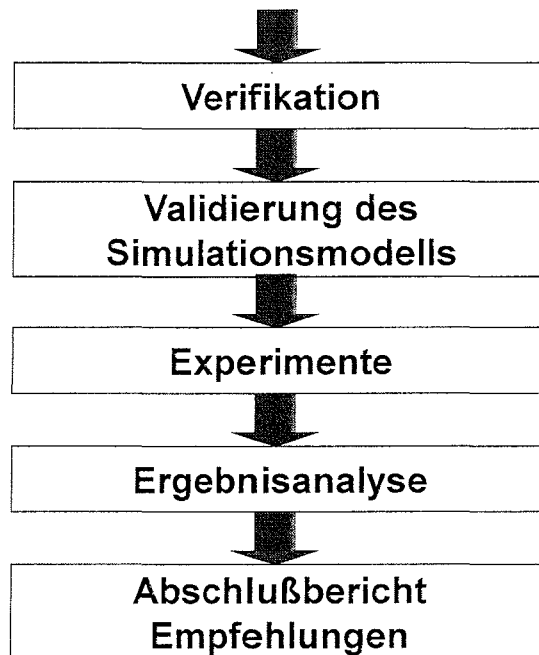 Verifikation
Validierung des
Simulationsmodells
Experimente
Ergebnisanalyse
Abschlußbericht
Empfehlungen